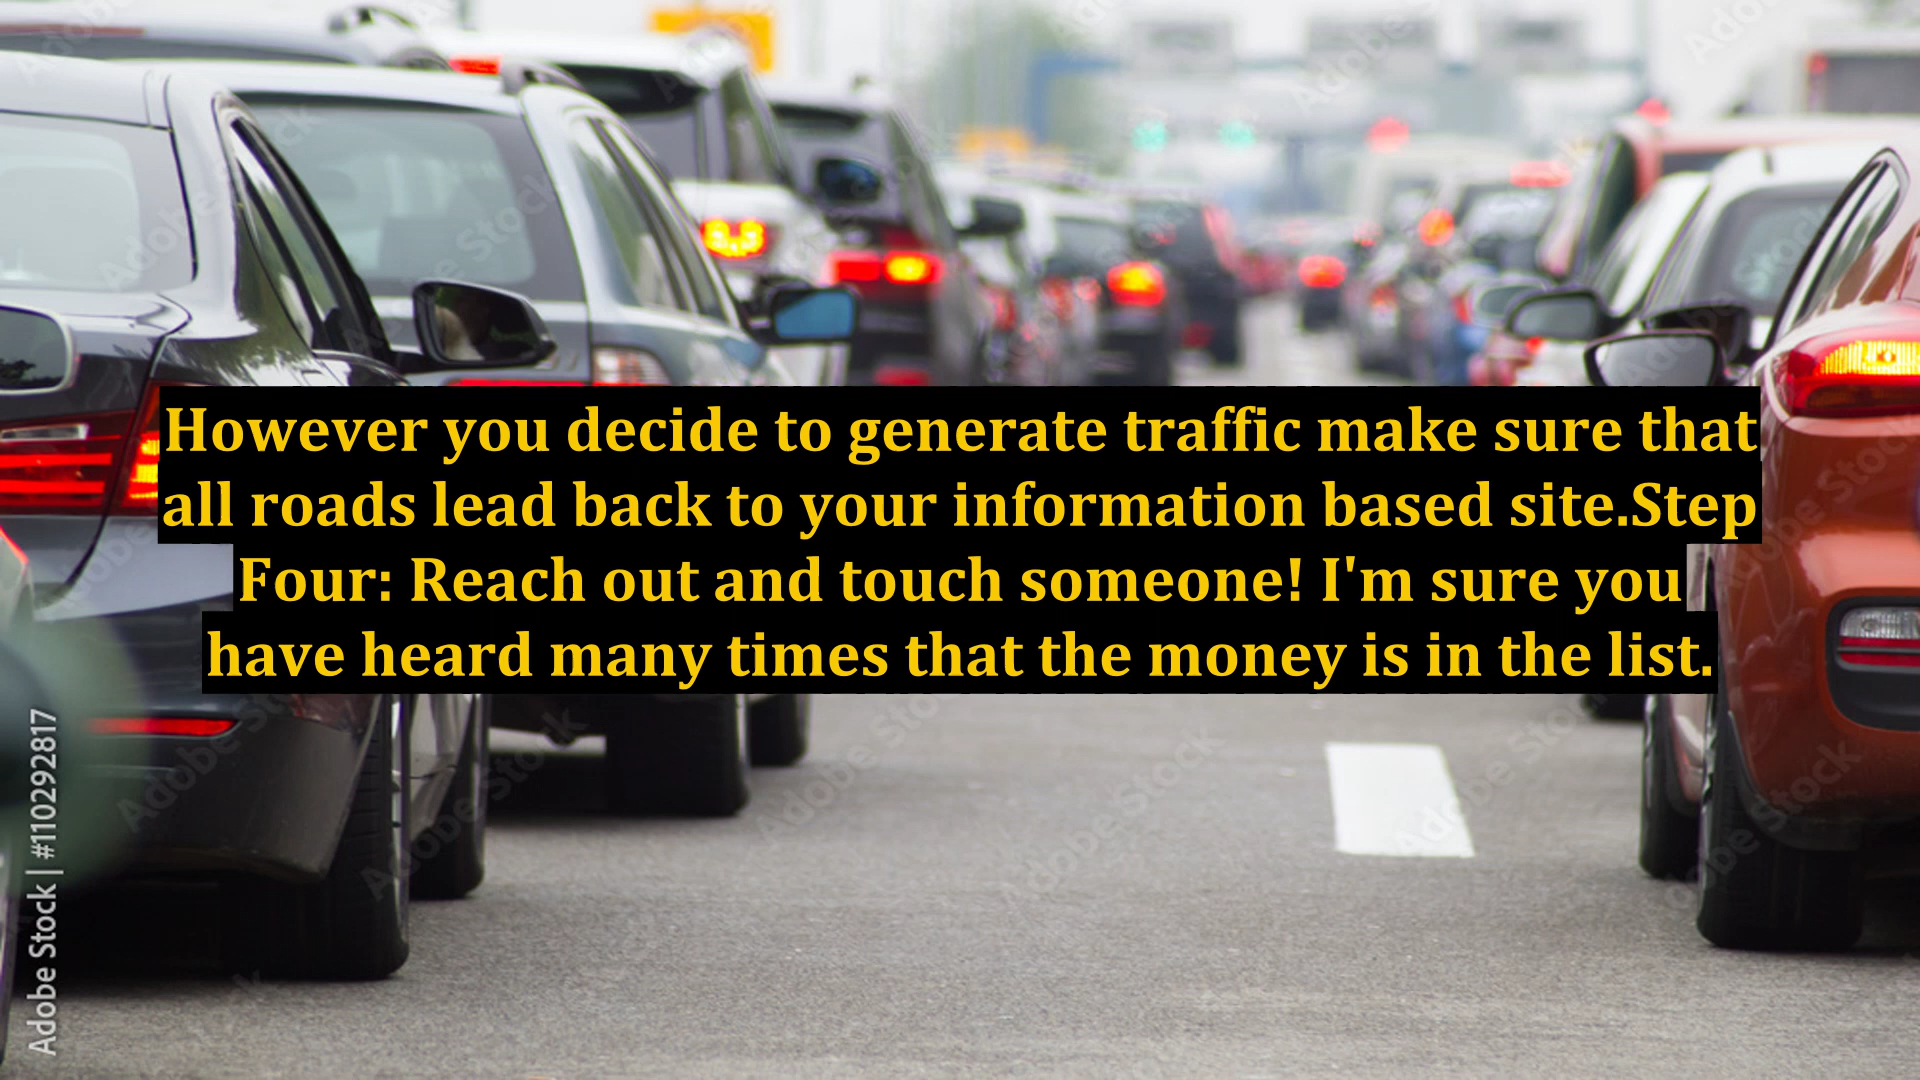 However you decide to generate traffic make sure that
all roads lead back to your information based site.Step
Four: Reach out and touch someone! I'm sure you
have heard many times that the money is in the list.
Adobe Stock | #110292817
Adobe Stock